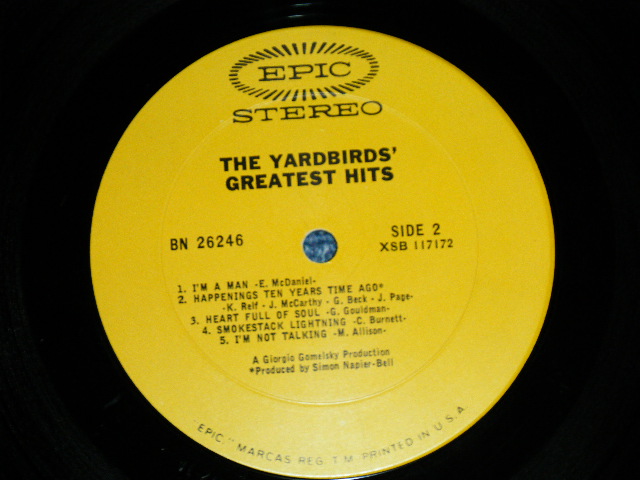 EPIC
STEREO
THE YARDBIRDS'
GREATEST HITS
BN 26246
SIDE 2
XSB 117172
1. I'M A MAN -E. McDaniel-
2. HAPPENINGS TEN YEARS TIME AGO*
-K. Relf - J. McCarthy - G. Beck - J. Page-
3. HEART FULL OF SOUL -G. Gouldman-
4. SMOKESTACK LIGHTNING -C. Burnett-
5. I'M NOT TALKING -M. Allison-
A Giorgio Gomelsky Production
*Produced by Simon Napier-Bell
EPIC," MARCAS REG. T.M. PRINTED IN U.S.A.